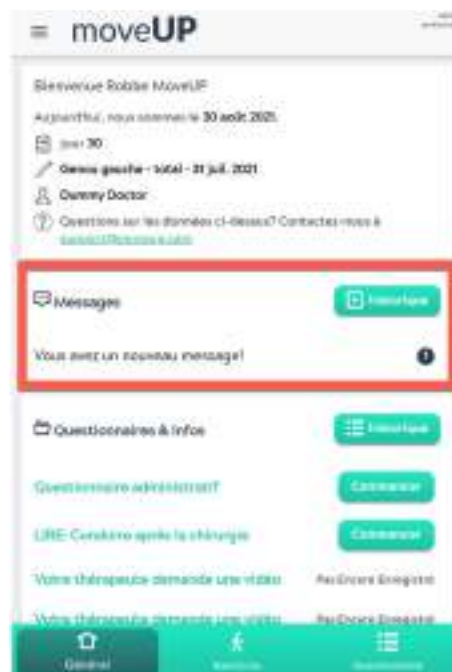 moveUP
Bienvenue Robbe MoveUP
Aujourd'hui, nous sommes le 30 août 2021.
Jour 30
Genou gauche - total - 31 juil. 2021
Dummy Doctor
Questions sur les données ci-dessus? Contactez-nous à
Messages
Historique
Vous avez un nouveau message!
Questionnaires & Infos
Historique
Questionnaire administratif
Commencer
LIRE: Conduire après la chirurgie
Commencer
Votre thérapeute demande une vidéo
Pas Encore Enregistré
Votre thérapeute demande une vidéo
Pas Encore Enregistré
Général